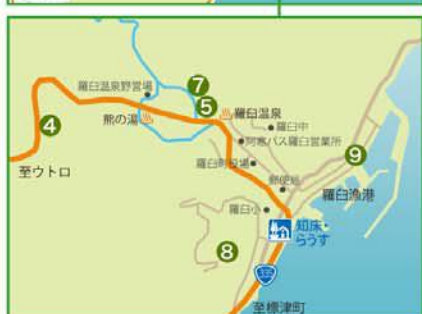 羅臼温泉野営場
7
5
羅臼温泉
4
熊の湯
羅臼中
阿寒バス羅臼営業所
9
至ウトロ
羅臼町役場
郵便局
羅臼漁港
羅臼小
知床・
らうす
8
335
至標津町